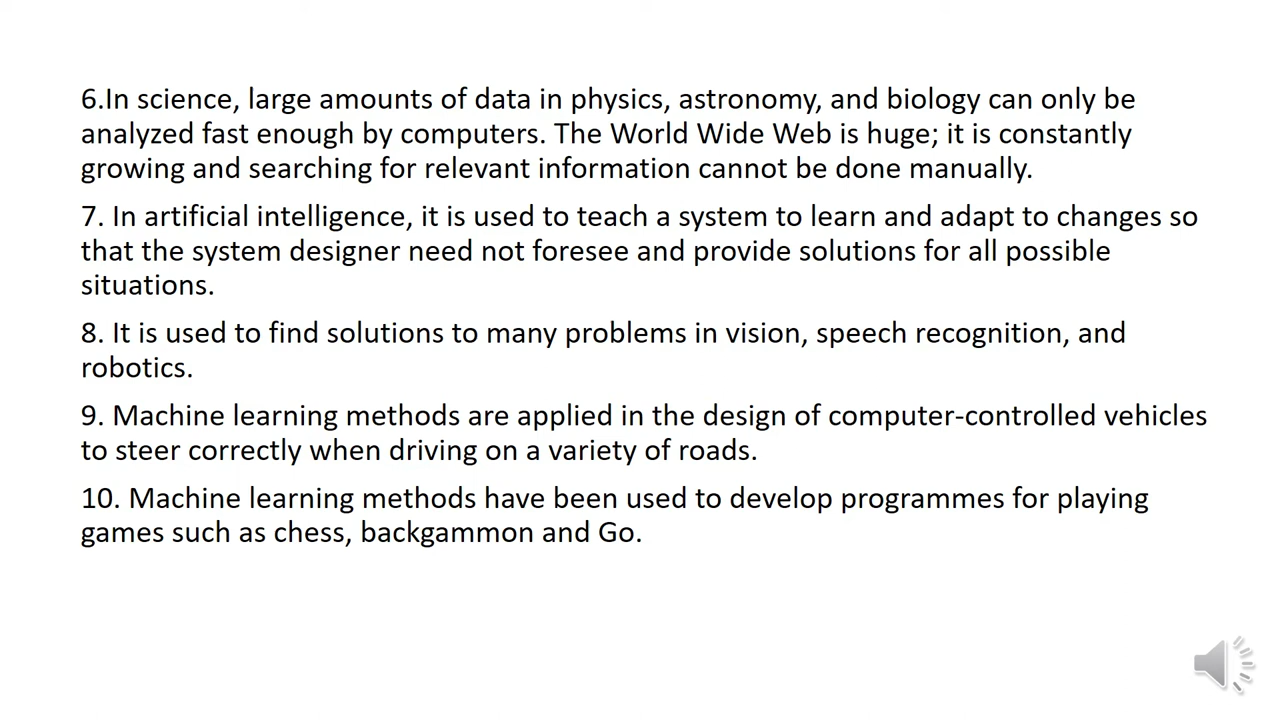 6.In science, large amounts of data in physics, astronomy, and biology can only be
analyzed fast enough by computers. The World Wide Web is huge; it is constantly
growing and searching for relevant information cannot be done manually.
7. In artificial intelligence, it is used to teach a system to learn and adapt to changes so
that the system designer need not foresee and provide solutions for all possible
situations.
8. It is used to find solutions to many problems in vision, speech recognition, and
robotics.
9. Machine learning methods are applied in the design of computer-controlled vehicles
to steer correctly when driving on a variety of roads.
10. Machine learning methods have been used to develop programmes for playing
games such as chess, backgammon and Go.